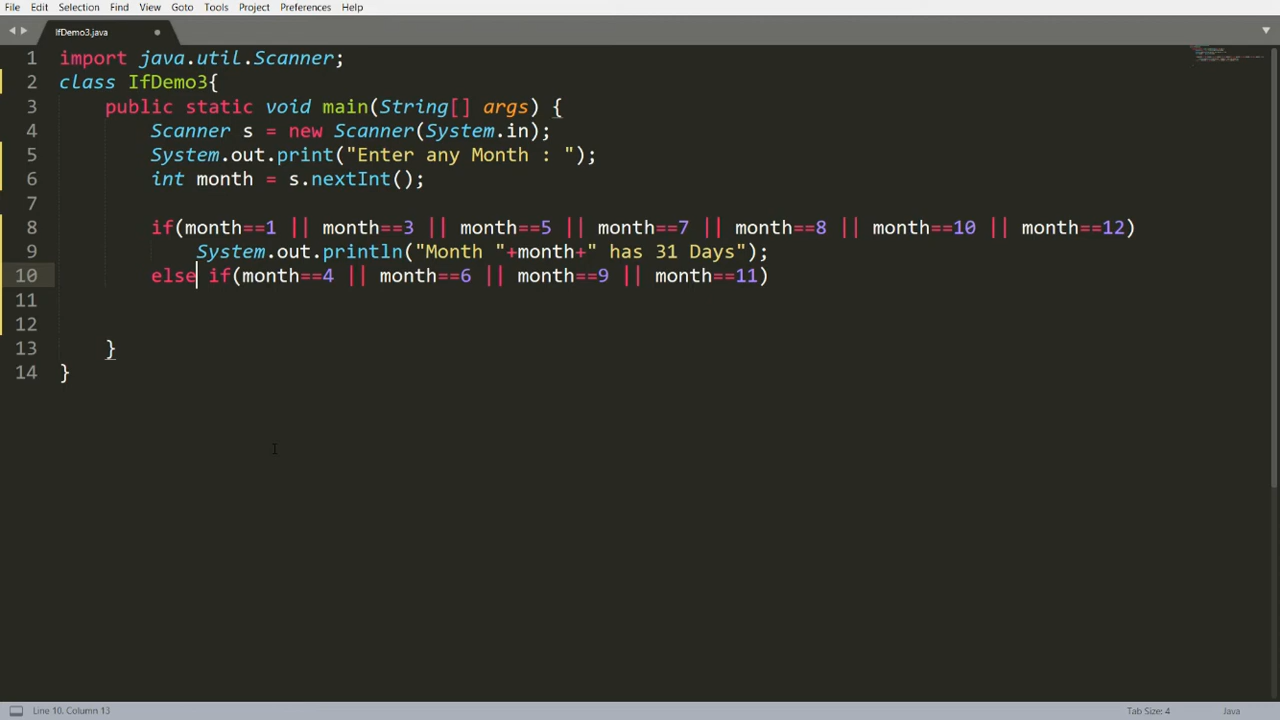 File Edit Selection Find View Goto Tools Project Preferences Help
IfDemo3.java
1 import java.util.Scanner;
2 class IfDemo3{
3 public static void main(String[] args) {
4 Scanner s = new Scanner(System.in);
5 System.out.print("Enter any Month : ");
6 int month = s.nextInt();
7
8 if(month==1 || month==3 || month==5 || month==7 || month==8 || month==10 || month==12)
9 System.out.println("Month "+month+" has 31 Days");
10 else if(month==4 || month==6 || month==9 || month==11)
11
12
13 }
14 }
Line 10, Column 13 Tab Size: 4 Java